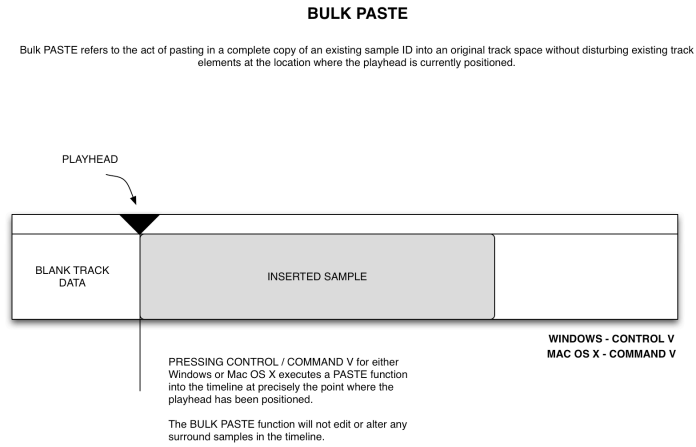 BULK PASTE
Bulk PASTE refers to the act of pasting in a complete copy of an existing sample ID into an original track space without disturbing existing track
elements at the location where the playhead is currently positioned.
PLAYHEAD
BLANK TRACK
DATA
INSERTED SAMPLE
WINDOWS - CONTROL V
MAC OS X - COMMAND V
PRESSING CONTROL / COMMAND V for either
Windows or Mac OS X executes a PASTE function
into the timeline at precisely the point where the
playhead has been positioned.
The BULK PASTE function will not edit or alter any
surround samples in the timeline.